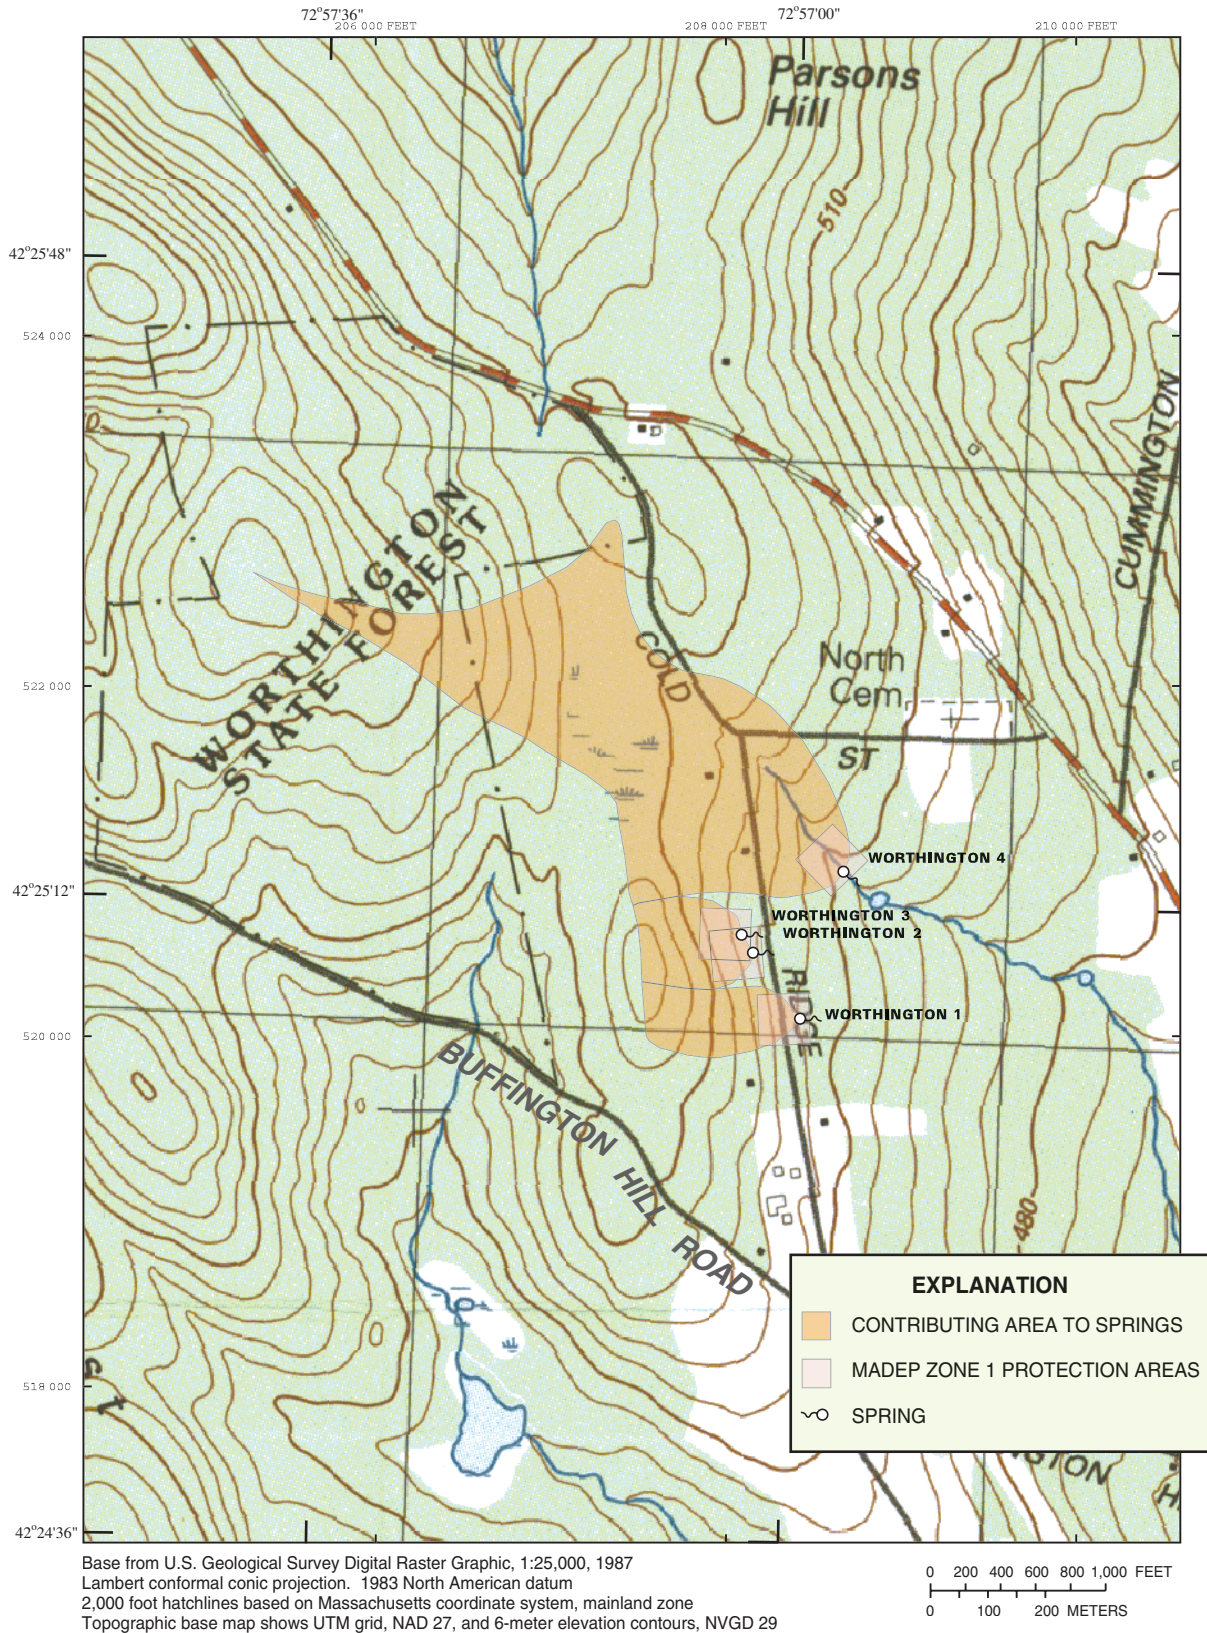 72°57'36"
72°57'00"
206 000 FEET
208 000 FEET
210 000 FEET
Parsons
Hill
510
42°25'48"
524 000
CUMMINGTON
WORTHINGTON
STATE FOREST
COLD
North
Cem
522 000
ST
WORTHINGTON 4
42°25'12"
WORTHINGTON 3
WORTHINGTON 2
RIDGE
WORTHINGTON 1
520 000
BUFFINGTON HILL ROAD
480
EXPLANATION
CONTRIBUTING AREA TO SPRINGS
MADEP ZONE 1 PROTECTION AREAS
SPRING
518 000
NGTON
H
42°24'36"
Base from U.S. Geological Survey Digital Raster Graphic, 1:25,000, 1987
Lambert conformal conic projection. 1983 North American datum
2,000 foot hatchlines based on Massachusetts coordinate system, mainland zone
Topographic base map shows UTM grid, NAD 27, and 6-meter elevation contours, NVGD 29
0 200 400 600 800 1,000 FEET
0 100 200 METERS